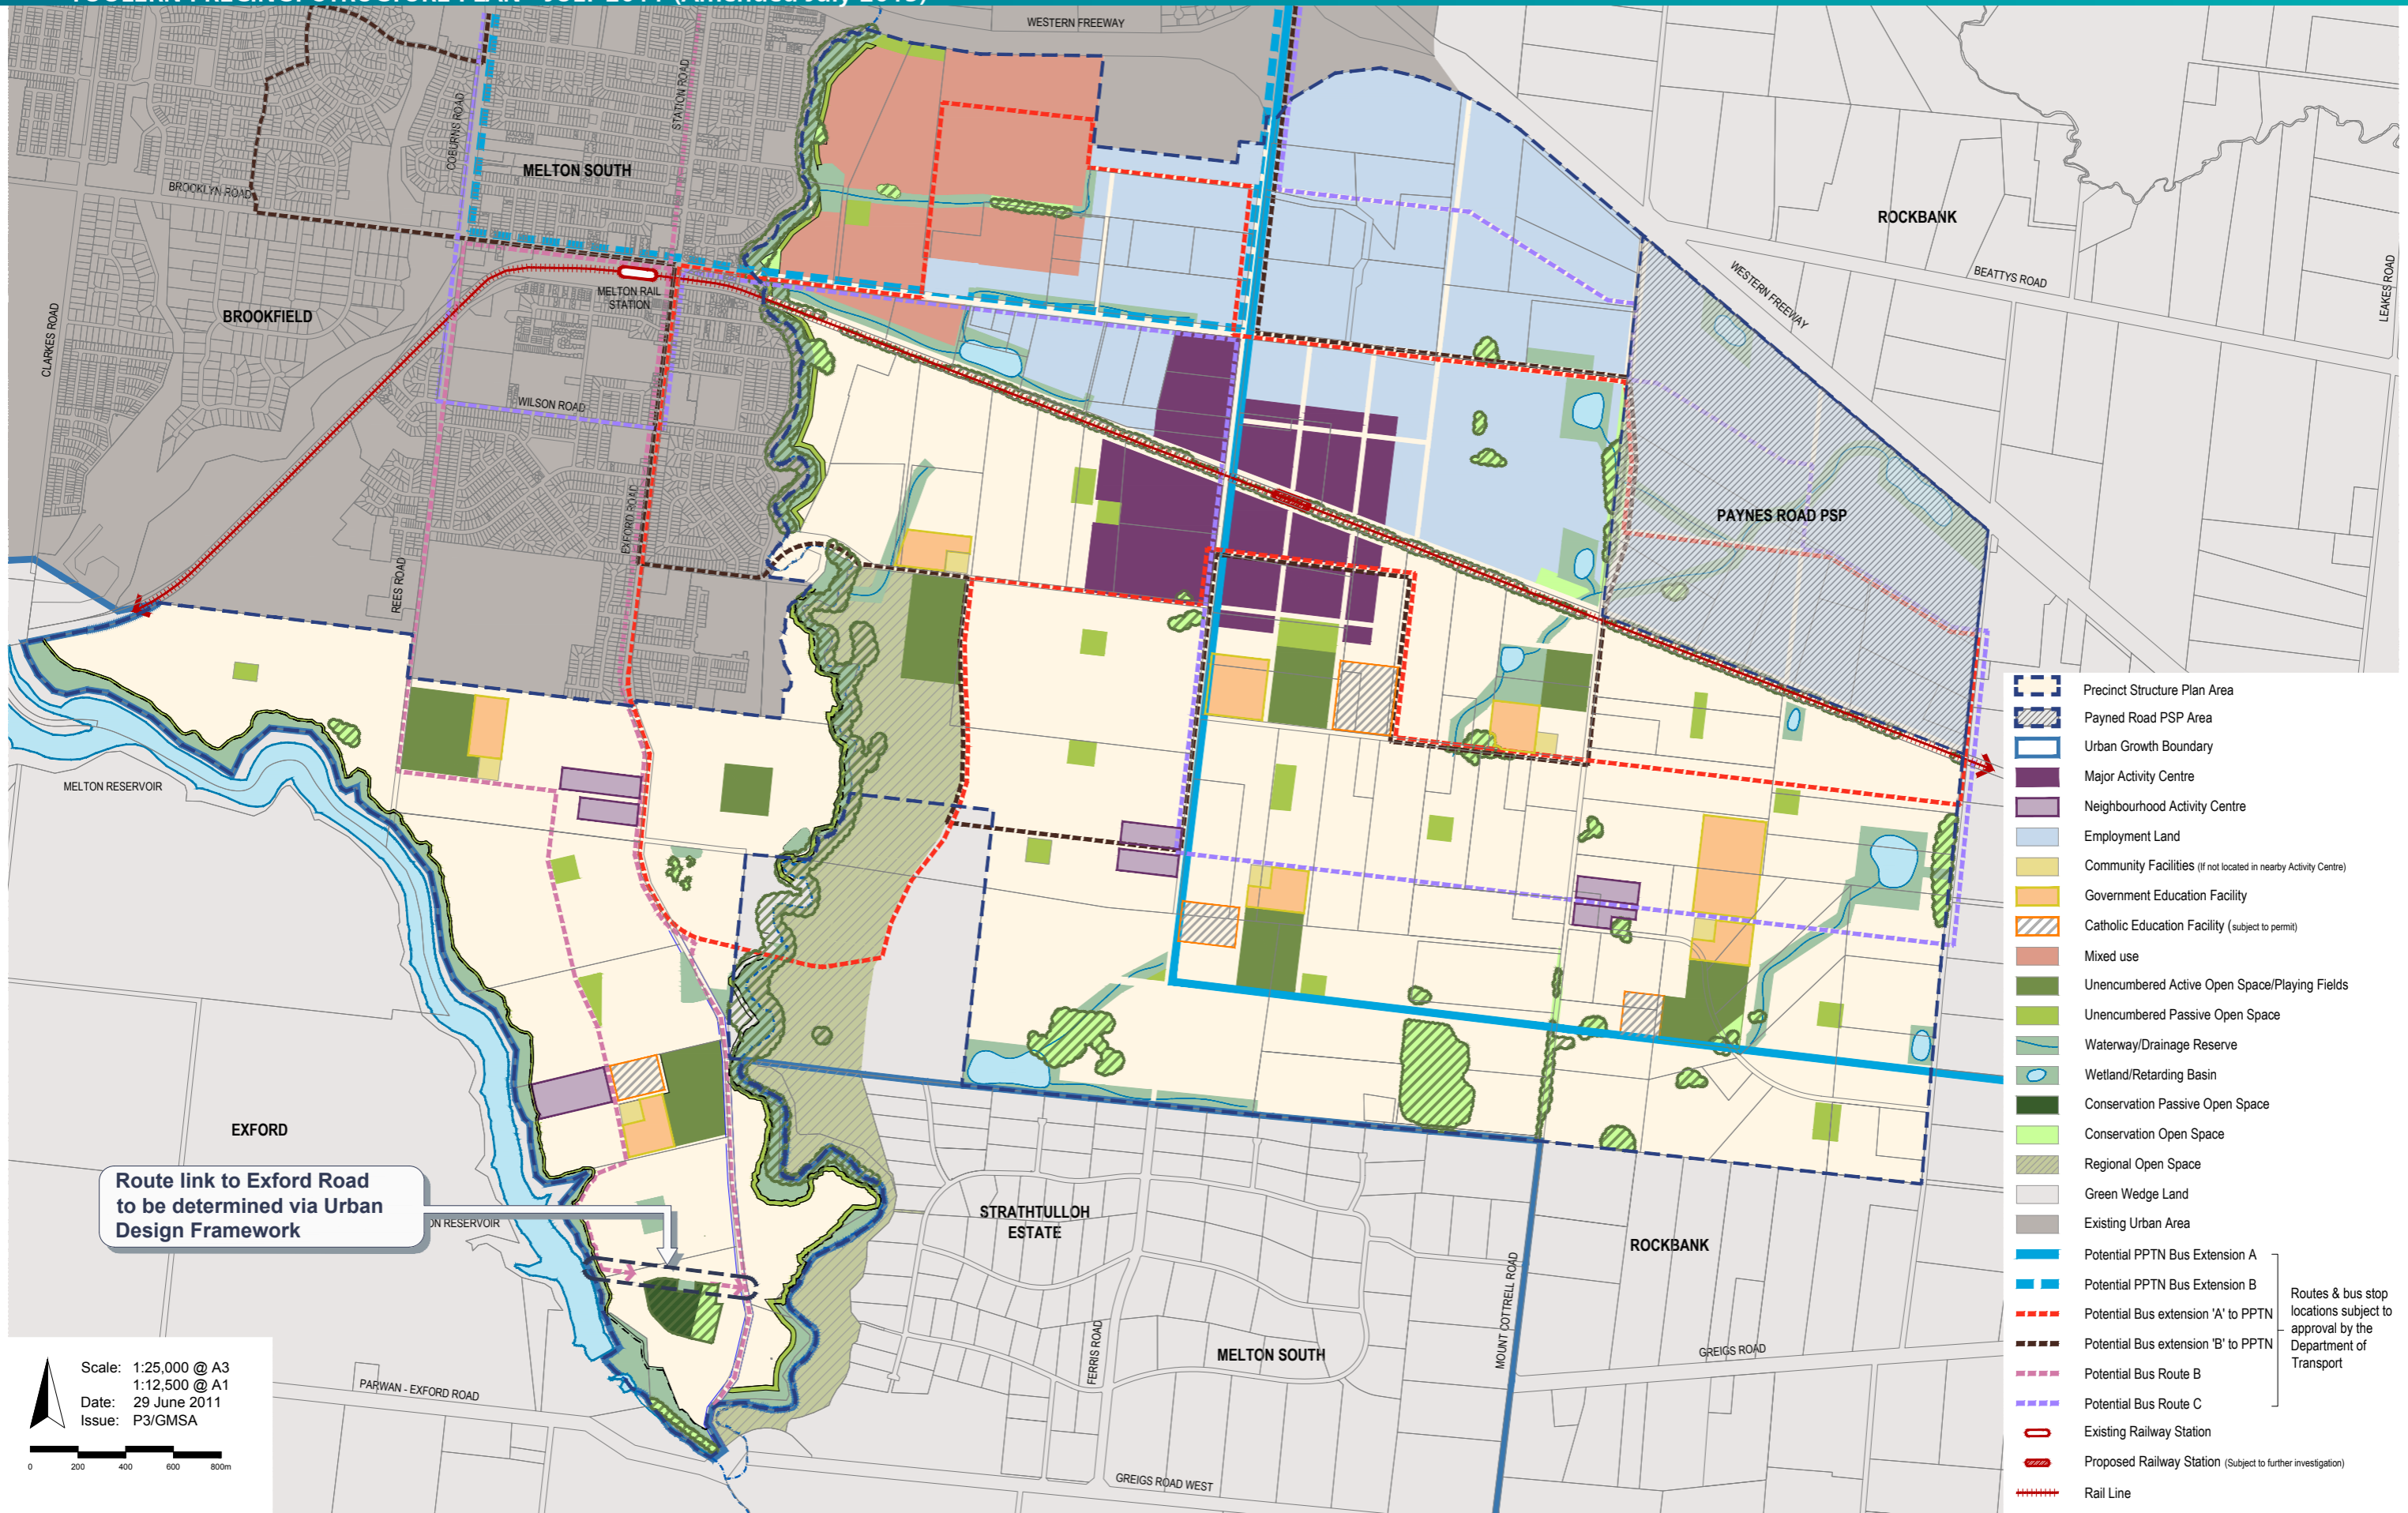 (Amended July 2015)
WESTERN FREEWAY
COBURNS ROAD
STATION ROAD
MELTON SOUTH
BROOKLYN ROAD
ROCKBANK
BEATTYS ROAD
WESTERN FREEWAY
LEAKES ROAD
MELTON RAIL
STATION
BROOKFIELD
CLARKES ROAD
WILSON ROAD
EXFORD ROAD
REES ROAD
PAYNES ROAD PSP
MELTON RESERVOIR
EXFORD
Route link to Exford Road
to be determined via Urban
Design Framework
ON RESERVOIR
STRATHTULLOH
ESTATE
ROCKBANK
MOUNT COTTRELL ROAD
FERRIS ROAD
MELTON SOUTH
GREIGS ROAD
PARWAN - EXFORD ROAD
GREIGS ROAD WEST
Scale: 1:25,000 @ A3
1:12,500 @ A1
Date: 29 June 2011
Issue: P3/GMSA
0 200 400 600 800m
Precinct Structure Plan Area
Payned Road PSP Area
Urban Growth Boundary
Major Activity Centre
Neighbourhood Activity Centre
Employment Land
Community Facilities (If not located in nearby Activity Centre)
Government Education Facility
Catholic Education Facility (subject to permit)
Mixed use
Unencumbered Active Open Space/Playing Fields
Unencumbered Passive Open Space
Waterway/Drainage Reserve
Wetland/Retarding Basin
Conservation Passive Open Space
Conservation Open Space
Regional Open Space
Green Wedge Land
Existing Urban Area
Potential PPTN Bus Extension A
Potential PPTN Bus Extension B
Potential Bus extension 'A' to PPTN
Potential Bus extension 'B' to PPTN
Potential Bus Route B
Potential Bus Route C
Routes & bus stop
locations subject to
approval by the
Department of
Transport
Existing Railway Station
Proposed Railway Station (Subject to further investigation)
Rail Line